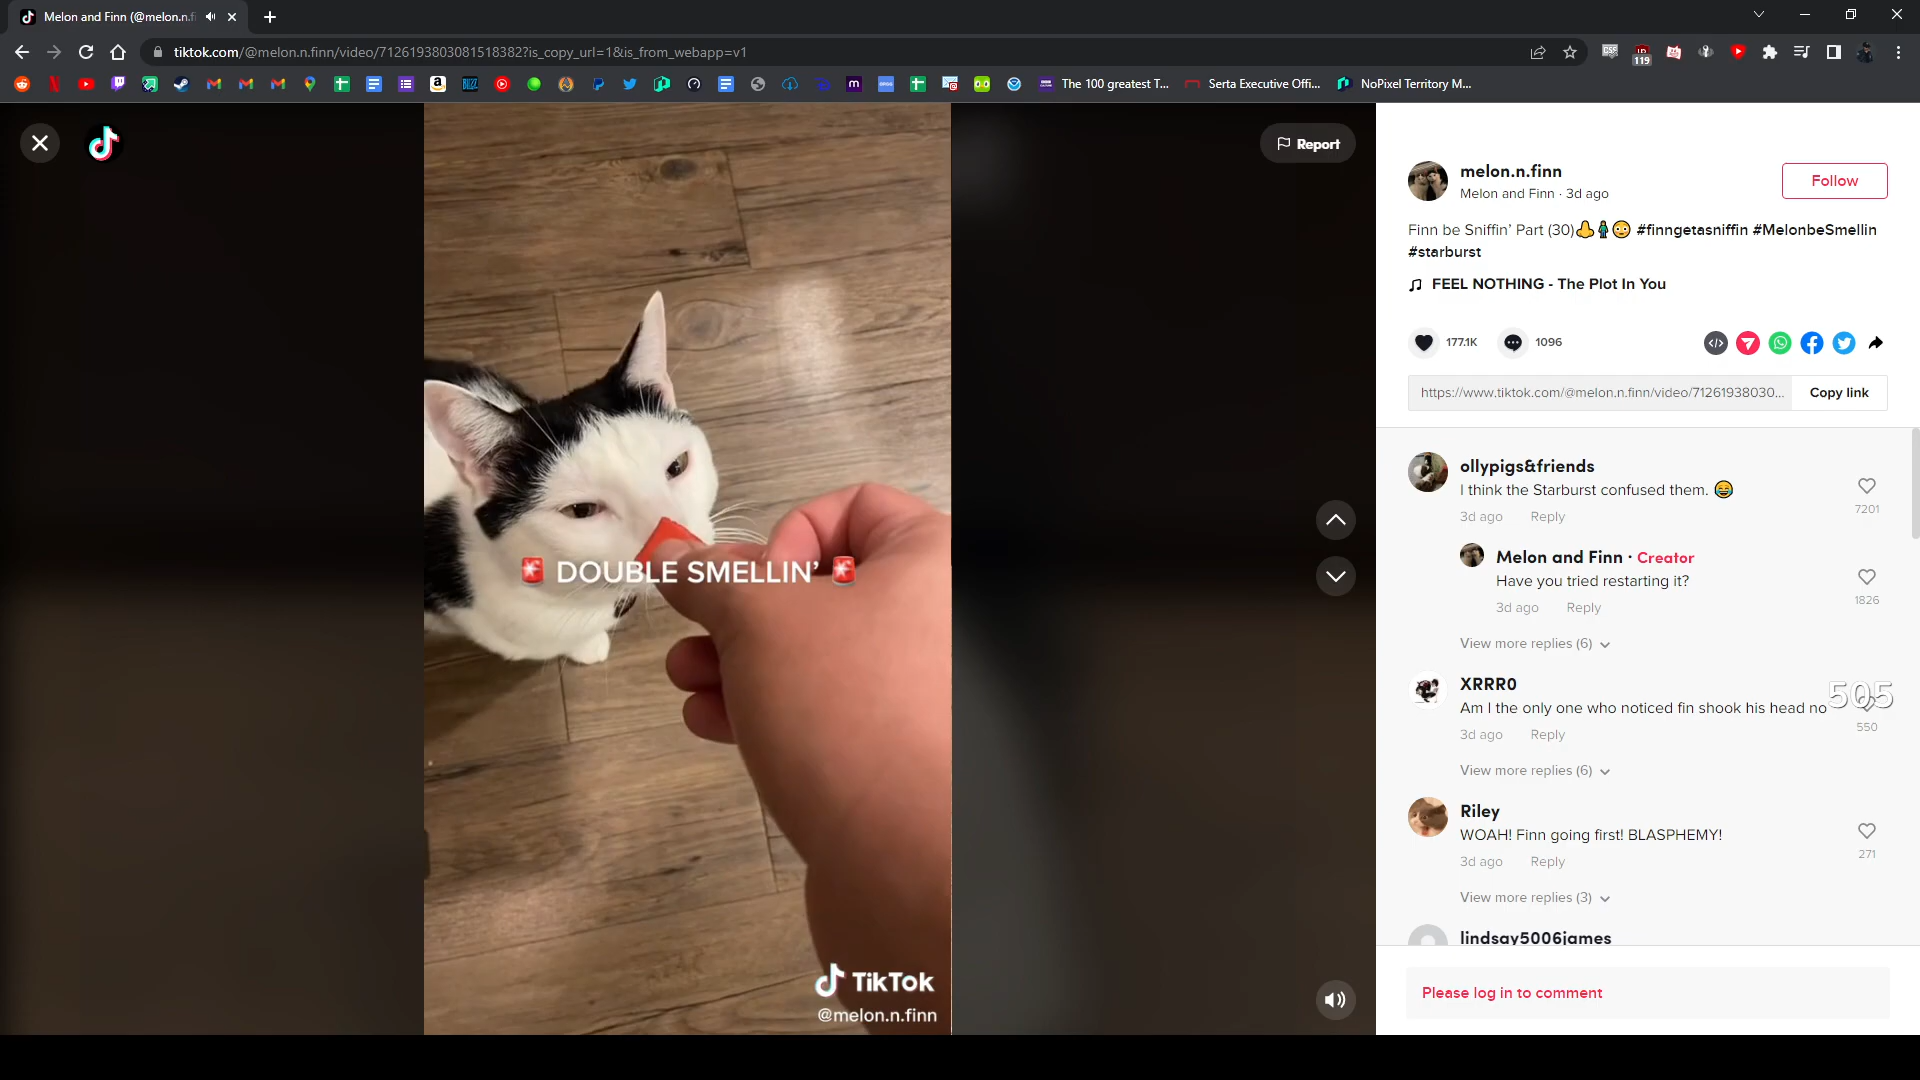 Melon and Finn (@melon.n.fi
tiktok.com/@melon.n.finn/video/7126193803081518382?is_copy_url=1&is_from_webapp=v1
119
The 100 greatest T...
Serta Executive Offi...
NoPixel Territory M...
Report
🚨 DOUBLE SMELLIN’ 🚨
TikTok
@melon.n.finn
melon.n.finn
Melon and Finn · 3d ago
Follow
Finn be Sniffin’ Part (30)👃🧍‍♂️😳 #finngetasniffin #MelonbeSmellin
#starburst
FEEL NOTHING - The Plot In You
177.1K
1096
https://www.tiktok.com/@melon.n.finn/video/71261938030...
Copy link
ollypigs&friends
I think the Starburst confused them. 😂
3d ago Reply
7201
Melon and Finn · Creator
Have you tried restarting it?
3d ago Reply
1826
View more replies (6)
XRRR0
Am I the only one who noticed fin shook his head no
505
3d ago Reply
550
View more replies (6)
Riley
WOAH! Finn going first! BLASPHEMY!
3d ago Reply
271
View more replies (3)
lindsay5006james
Please log in to comment